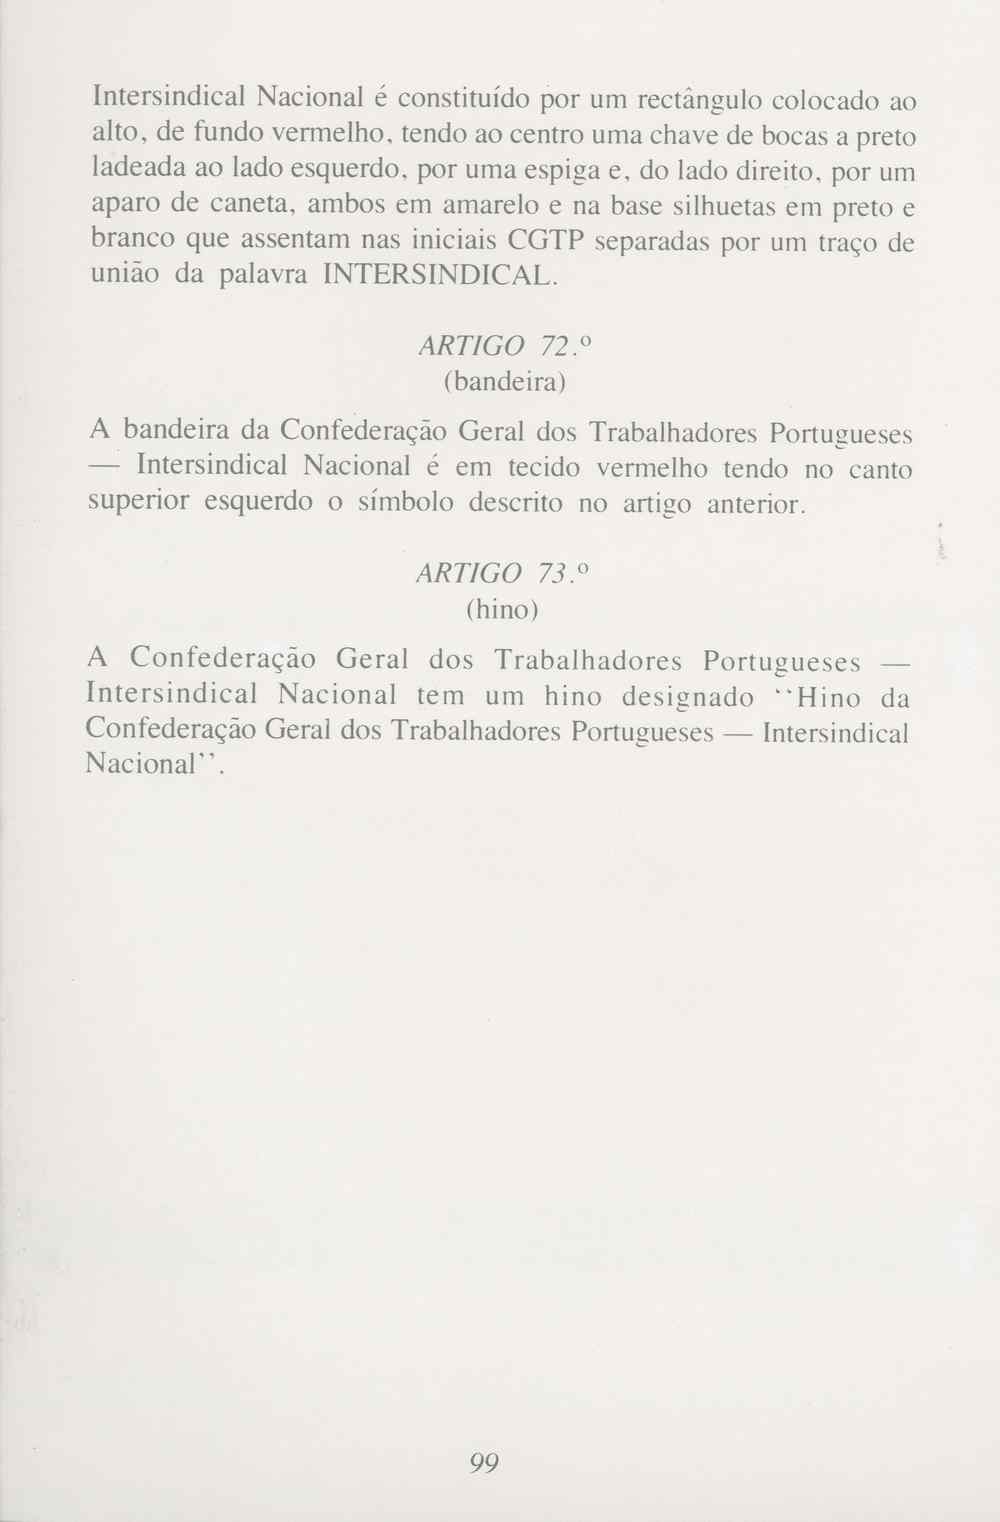 Intersindical Nacional é constituído por um rectângulo colocado ao
alto, de fundo vermelho, tendo ao centro uma chave de bocas a preto
ladeada ao lado esquerdo, por uma espiga e, do lado direito, por um
aparo de caneta, ambos em amarelo e na base silhuetas em preto e
branco que assentam nas iniciais CGTP separadas por um traço de
união da palavra INTERSINDICAL.
ARTIGO 72.º
(bandeira)
A bandeira da Confederação Geral dos Trabalhadores Portugueses
— Intersindical Nacional é em tecido vermelho tendo no canto
superior esquerdo o símbolo descrito no artigo anterior.
ARTIGO 73.º
(hino)
A Confederação Geral dos Trabalhadores Portugueses —
Intersindical Nacional tem um hino designado ‘‘Hino da
Confederação Geral dos Trabalhadores Portugueses — Intersindical
Nacional’’.
99